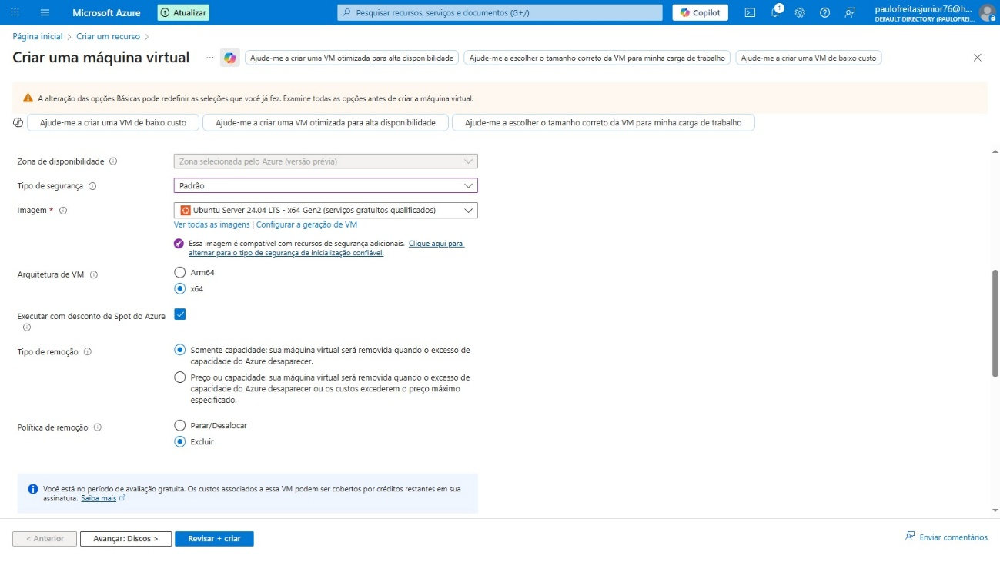 Microsoft Azure
Atualizar
Pesquisar recursos, serviços e documentos (G+/)
Copilot
1
paulofreitasjunior76@h...
DEFAULT DIRECTORY (PAULOFREI...
Página inicial > Criar um recurso >
Criar uma máquina virtual ...
Ajude-me a criar uma VM otimizada para alta disponibilidade
Ajude-me a escolher o tamanho correto da VM para minha carga de trabalho
Ajude-me a criar uma VM de baixo custo
A alteração das opções Básicas pode redefinir as seleções que você já fez. Examine todas as opções antes de criar a máquina virtual.
Ajude-me a criar uma VM de baixo custo
Ajude-me a criar uma VM otimizada para alta disponibilidade
Ajude-me a escolher o tamanho correto da VM para minha carga de trabalho
Zona de disponibilidade
Zona selecionada pelo Azure (versão prévia)
Tipo de segurança
Padrão
Imagem *
Ubuntu Server 24.04 LTS - x64 Gen2 (serviços gratuitos qualificados)
Ver todas as imagens | Configurar a geração de VM
Essa imagem é compatível com recursos de segurança adicionais. Clique aqui para
alternar para o tipo de segurança de inicialização confiável.
Arquitetura de VM
Arm64
x64
Executar com desconto de Spot do Azure
Tipo de remoção
Somente capacidade: sua máquina virtual será removida quando o excesso de
capacidade do Azure desaparecer.
Preço ou capacidade: sua máquina virtual será removida quando o excesso de
capacidade do Azure desaparecer ou os custos excederem o preço máximo
especificado.
Política de remoção
Parar/Desalocar
Excluir
Você está no período de avaliação gratuita. Os custos associados a essa VM podem ser cobertos por créditos restantes em sua
assinatura. Saiba mais
< Anterior
Avançar: Discos >
Revisar + criar
Enviar comentários